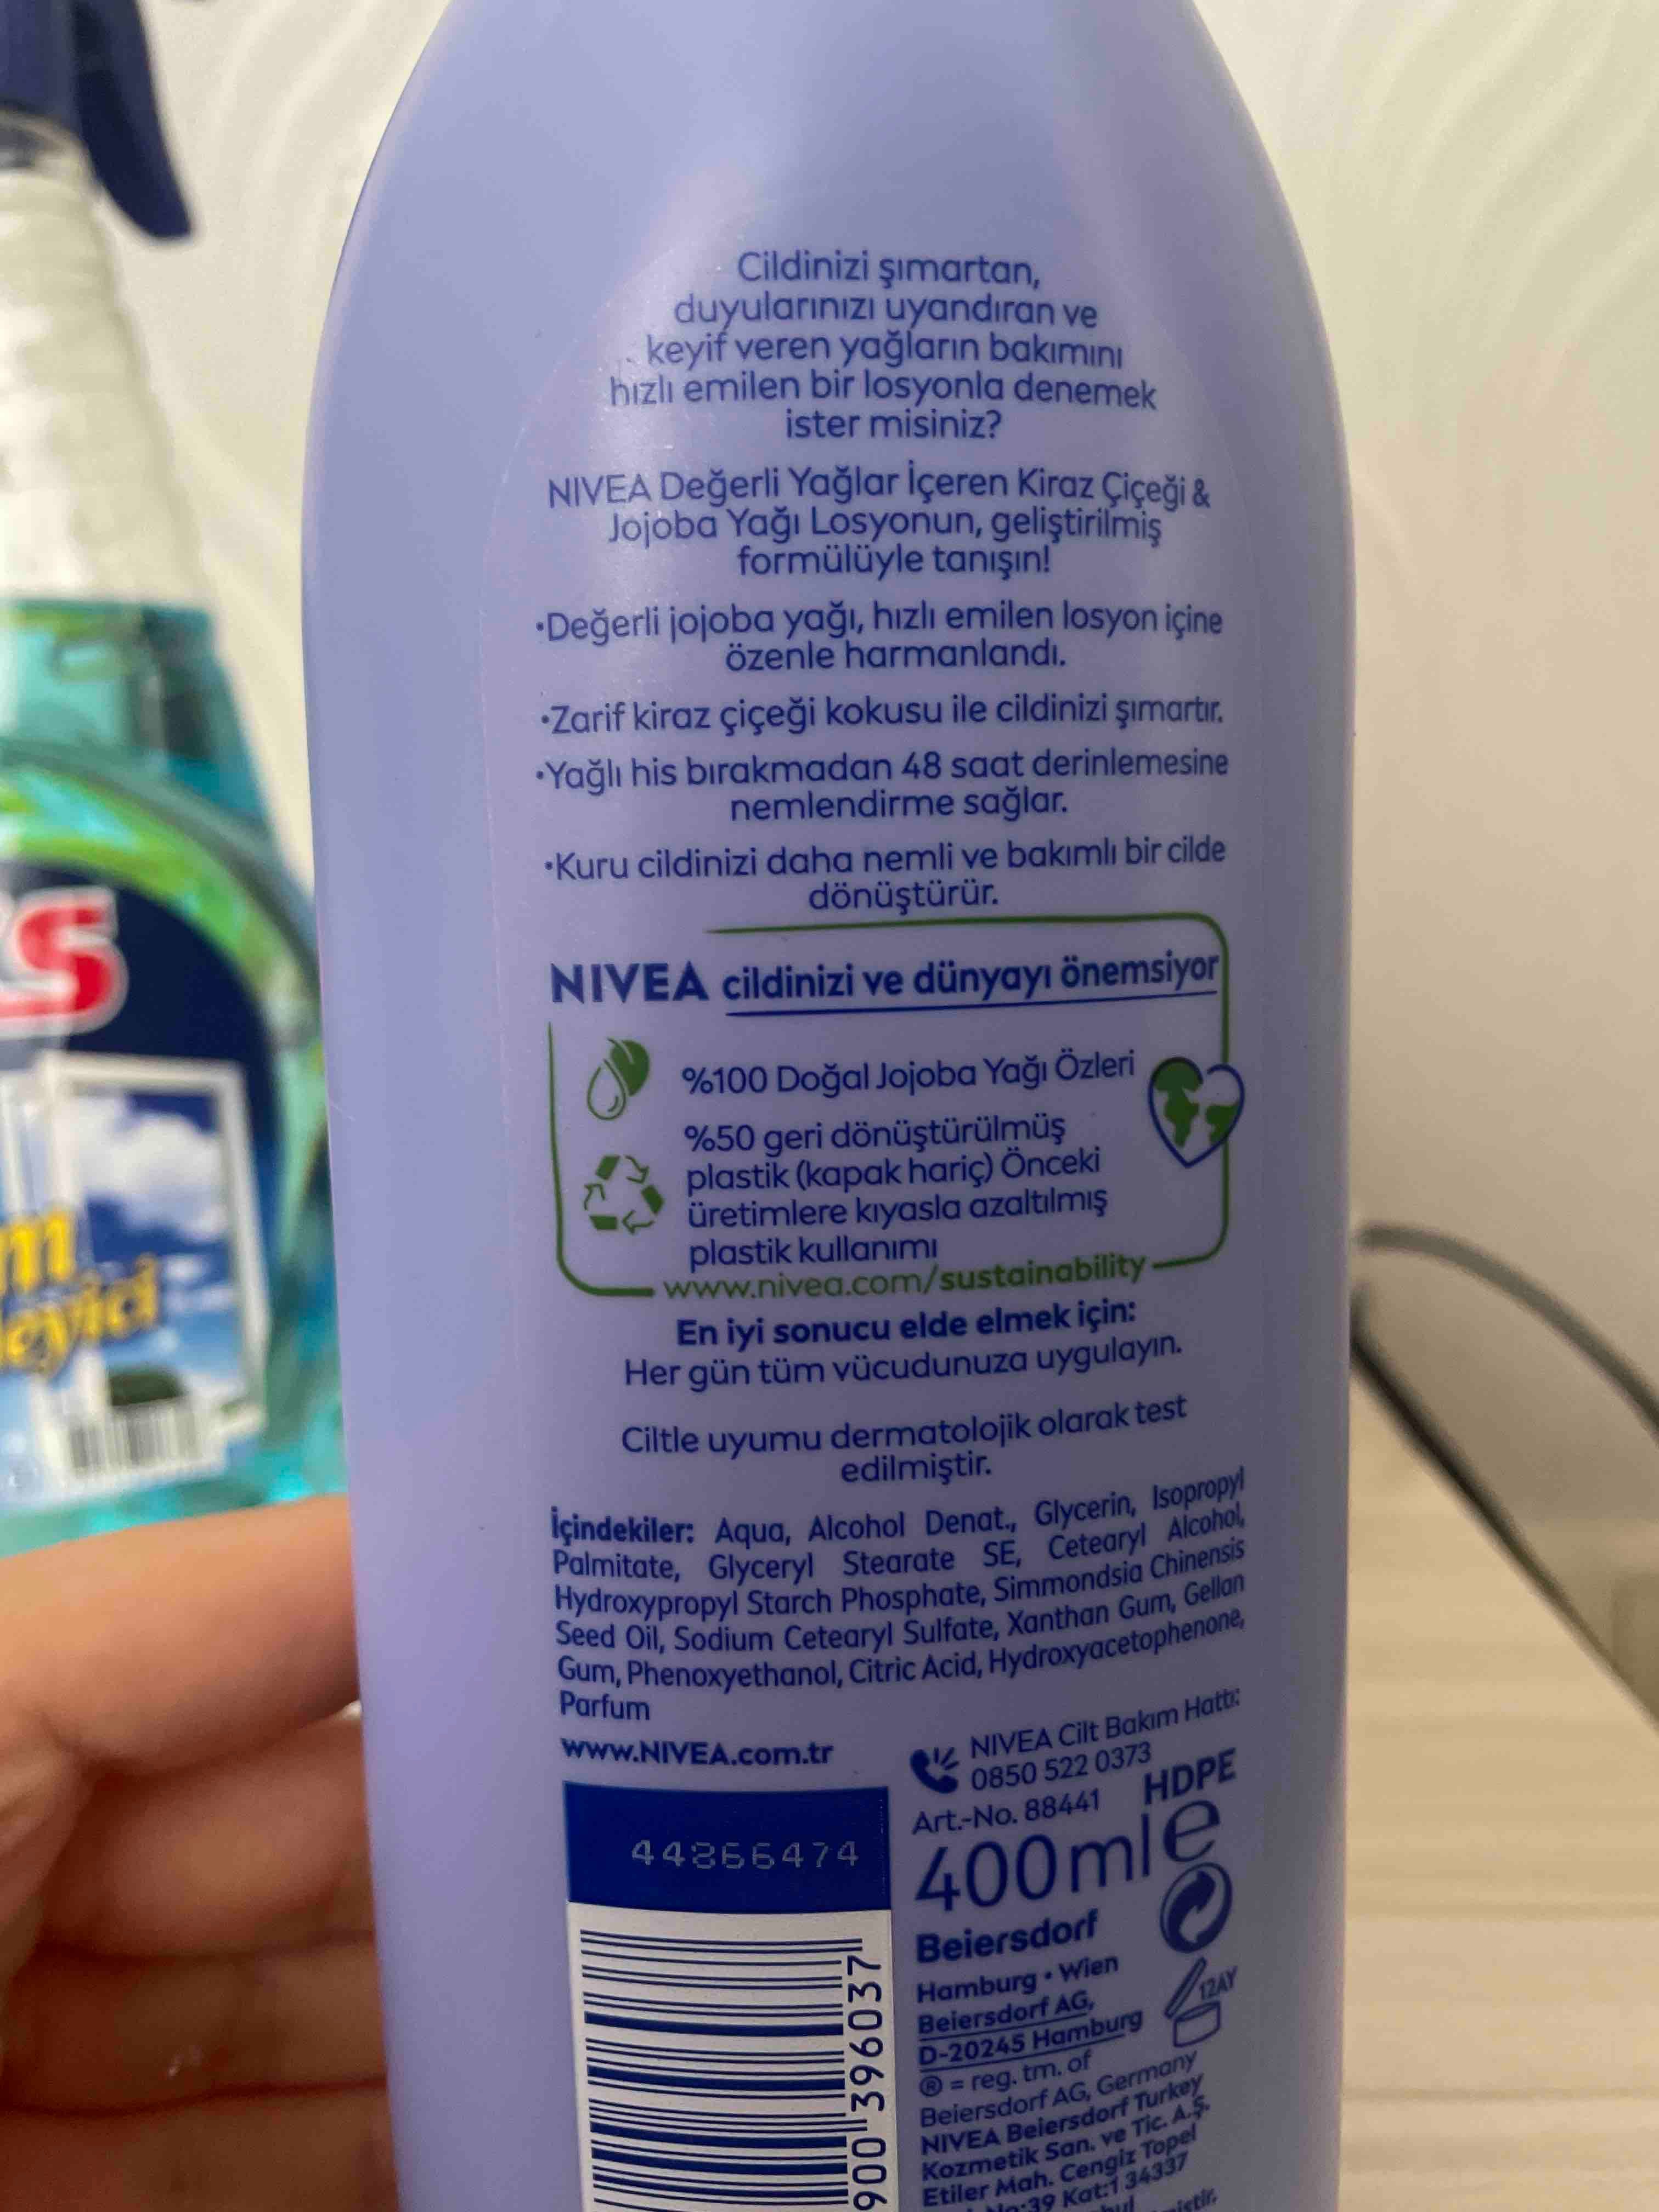 Cildinizi şımartan,
duyularınızı uyandıran ve
keyif veren yağların bakımını
hızlı emilen bir losyonla denemek
ister misiniz?
NIVEA Değerli Yağlar İçeren Kiraz Çiçeği &
Jojoba Yağı Losyonun, geliştirilmiş
formülüyle tanışın!
•Değerli jojoba yağı, hızlı emilen losyon içine
özenle harmanlandı.
•Zarif kiraz çiçeği kokusu ile cildinizi şımartır.
•Yağlı his bırakmadan 48 saat derinlemesine
nemlendirme sağlar.
•Kuru cildinizi daha nemli ve bakımlı bir cilde
dönüştürür.
NIVEA cildinizi ve dünyayı önemsiyor
%100 Doğal Jojoba Yağı Özleri
%50 geri dönüştürülmüş
plastik (kapak hariç) Önceki
üretimlere kıyasla azaltılmış
plastik kullanımı
www.nivea.com/sustainability
En iyi sonucu elde elmek için:
Her gün tüm vücudunuza uygulayın.
Ciltle uyumu dermatolojik olarak test
edilmiştir.
İçindekiler: Aqua, Alcohol Denat., Glycerin, Isopropyl
Palmitate, Glyceryl Stearate SE, Cetearyl Alcohol,
Hydroxypropyl Starch Phosphate, Simmondsia Chinensis
Seed Oil, Sodium Cetearyl Sulfate, Xanthan Gum, Gellan
Gum, Phenoxyethanol, Citric Acid, Hydroxyacetophenone,
Parfum
www.NIVEA.com.tr
NIVEA Cilt Bakım Hattı:
0850 522 0373
Art.-No. 88441 HDPE
44866474
400ml e
Beiersdorf
Hamburg • Wien
Beiersdorf AG,
D-20245 Hamburg
12AY
® = reg. tm. of
Beiersdorf AG, Germany
NIVEA Beiersdorf Turkey
Kozmetik San. ve Tic. A.Ş.
Etiler Mah. Cengiz Topel
No:39 Kat:1 34337
900 396037